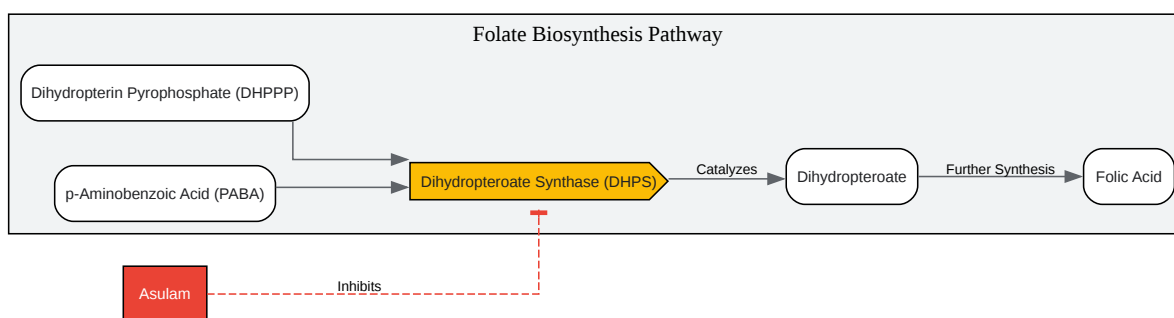 Folate Biosynthesis Pathway
Dihydropterin Pyrophosphate (DHPPP)
p-Aminobenzoic Acid (PABA)
Dihydropteroate Synthase (DHPS)
Catalyzes
Dihydropteroate
Further Synthesis
Folic Acid
Asulam
Inhibits